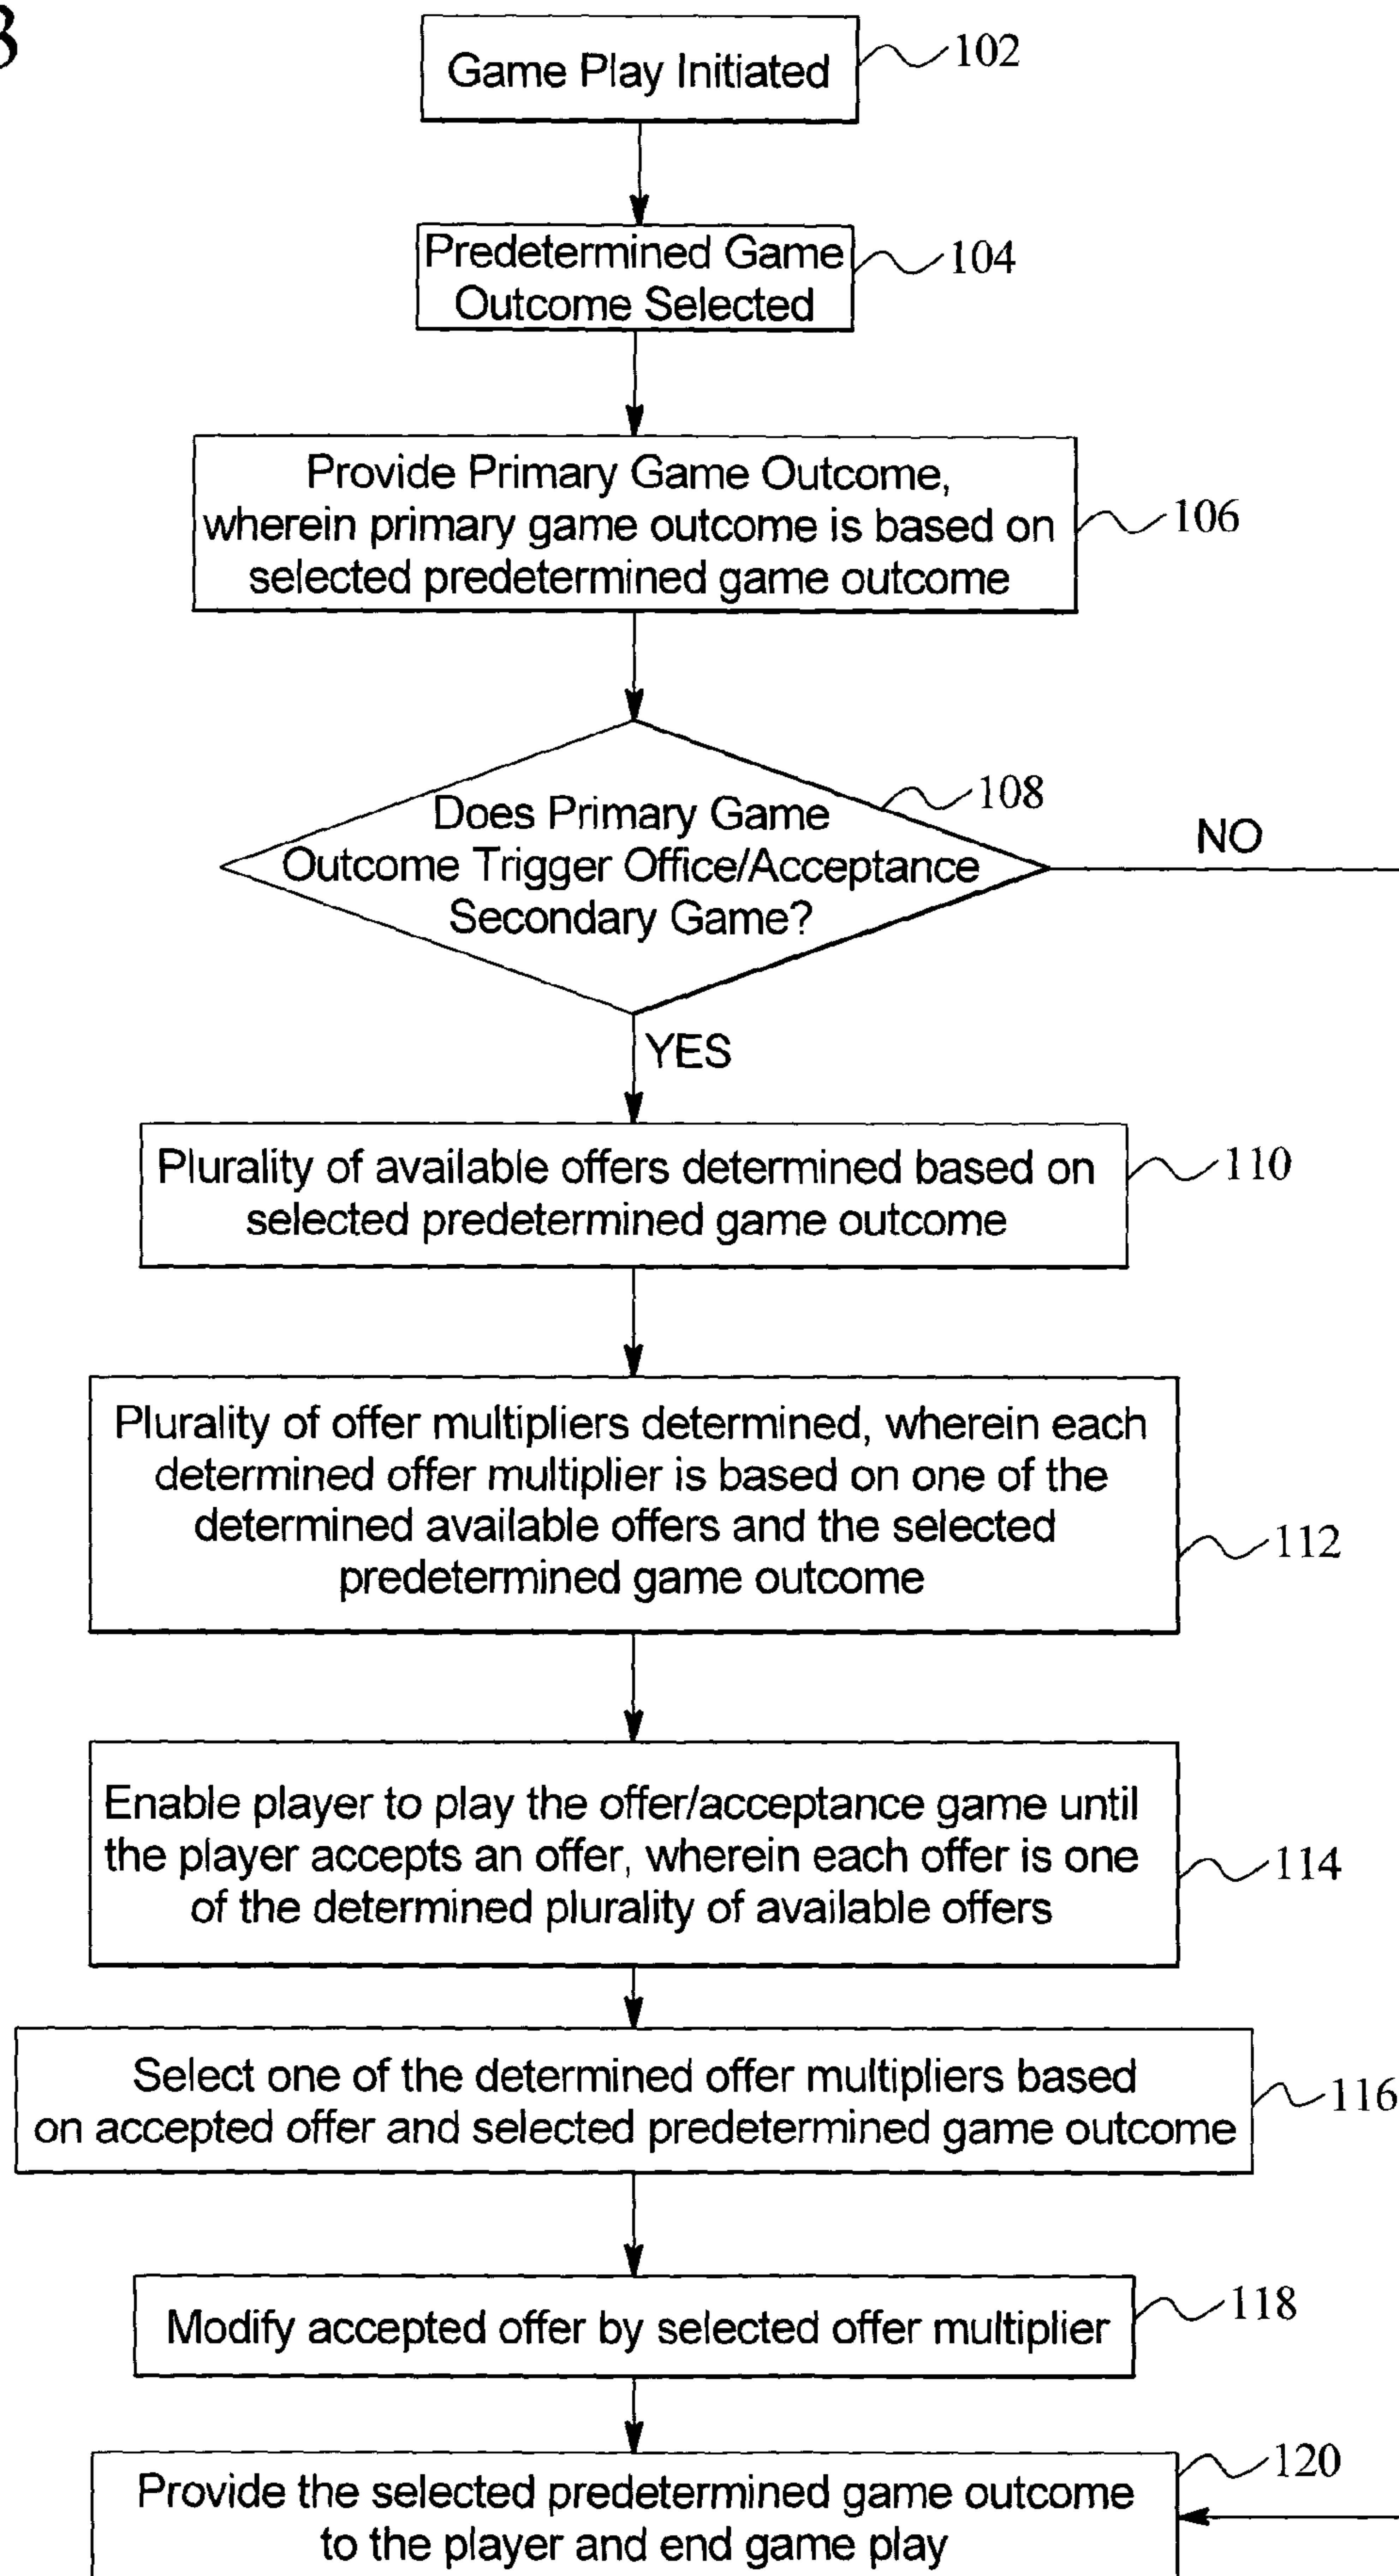 Game Play Initiated
102
Predetermined Game
Outcome Selected
104
Provide Primary Game Outcome,
wherein primary game outcome is based on
selected predetermined game outcome
106
Does Primary Game
Outcome Trigger Office/Acceptance
Secondary Game?
108
NO
YES
Plurality of available offers determined based on
selected predetermined game outcome
110
Plurality of offer multipliers determined, wherein each
determined offer multiplier is based on one of the
determined available offers and the selected
predetermined game outcome
112
Enable player to play the offer/acceptance game until
the player accepts an offer, wherein each offer is one
of the determined plurality of available offers
114
Select one of the determined offer multipliers based
on accepted offer and selected predetermined game outcome
116
Modify accepted offer by selected offer multiplier
118
Provide the selected predetermined game outcome
to the player and end game play
120